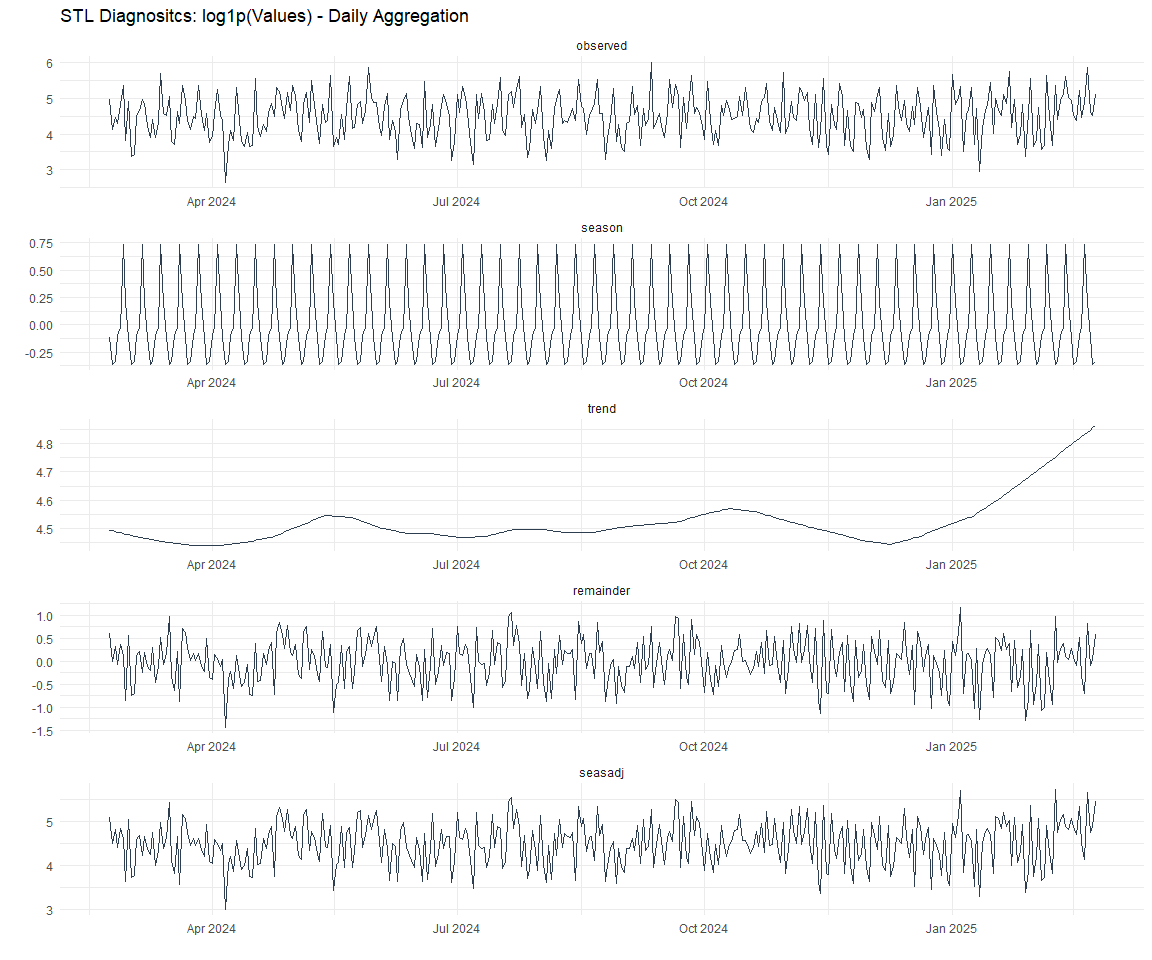 STL Diagnositcs: log1p(Values) - Daily Aggregation
observed
6
5
4
3
Apr 2024 Jul 2024 Oct 2024 Jan 2025
season
0.75
0.50
0.25
0.00
-0.25
Apr 2024 Jul 2024 Oct 2024 Jan 2025
trend
4.8
4.7
4.6
4.5
Apr 2024 Jul 2024 Oct 2024 Jan 2025
remainder
1.0
0.5
0.0
-0.5
-1.0
-1.5
Apr 2024 Jul 2024 Oct 2024 Jan 2025
seasadj
5
4
3
Apr 2024 Jul 2024 Oct 2024 Jan 2025